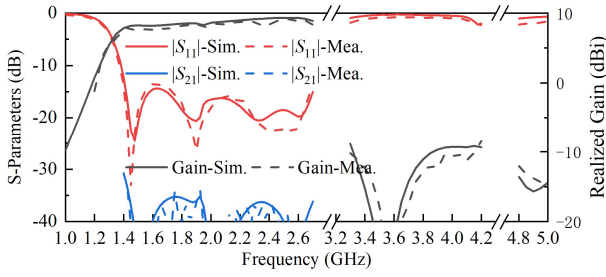 0
-10
-20
-30
-40
S-Parameters (dB)
|S11|-Sim. |S11|-Mea.
|S21|-Sim. |S21|-Mea.
Gain-Sim. Gain-Mea.
10
0
-10
-20
Realized Gain (dBi)
1.0 1.2 1.4 1.6 1.8 2.0 2.2 2.4 2.6 3.2 3.4 3.6 3.8 4.0 4.2 4.8 5.0
Frequency (GHz)